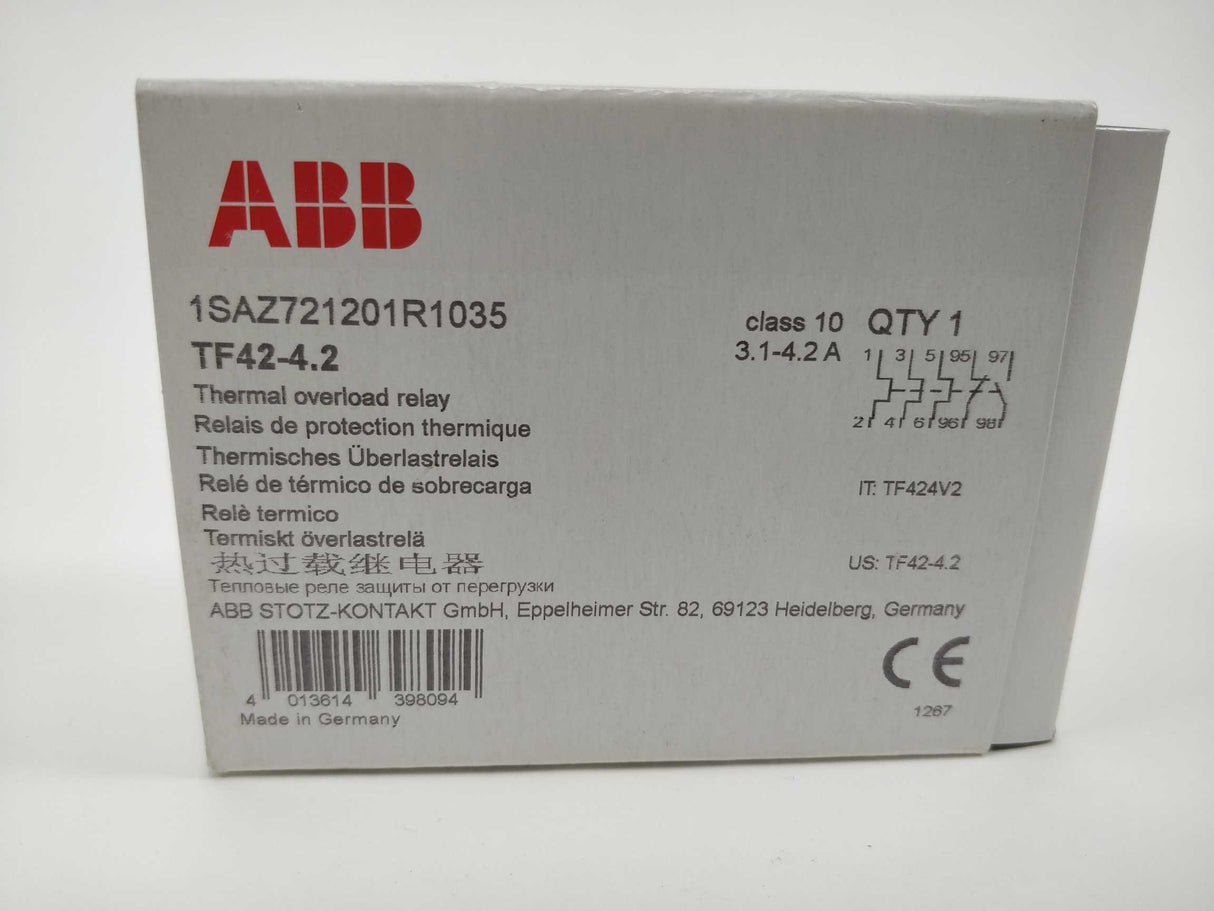 ABB
1SAZ721201R1035
TF42-4.2
class 10 QTY 1
3.1-4.2 A
1 3 5 95 97
2 4 6 96 98
Thermal overload relay
Relais de protection thermique
Thermisches Überlastrelais
Relé de térmico de sobrecarga
Relè termico
Termiskt överlastrelä
热过载继电器
Тепловые реле защиты от перегрузки
IT: TF424V2
US: TF42-4.2
ABB STOTZ-KONTAKT GmbH, Eppelheimer Str. 82, 69123 Heidelberg, Germany
4 013614 398094
Made in Germany
CE
1267